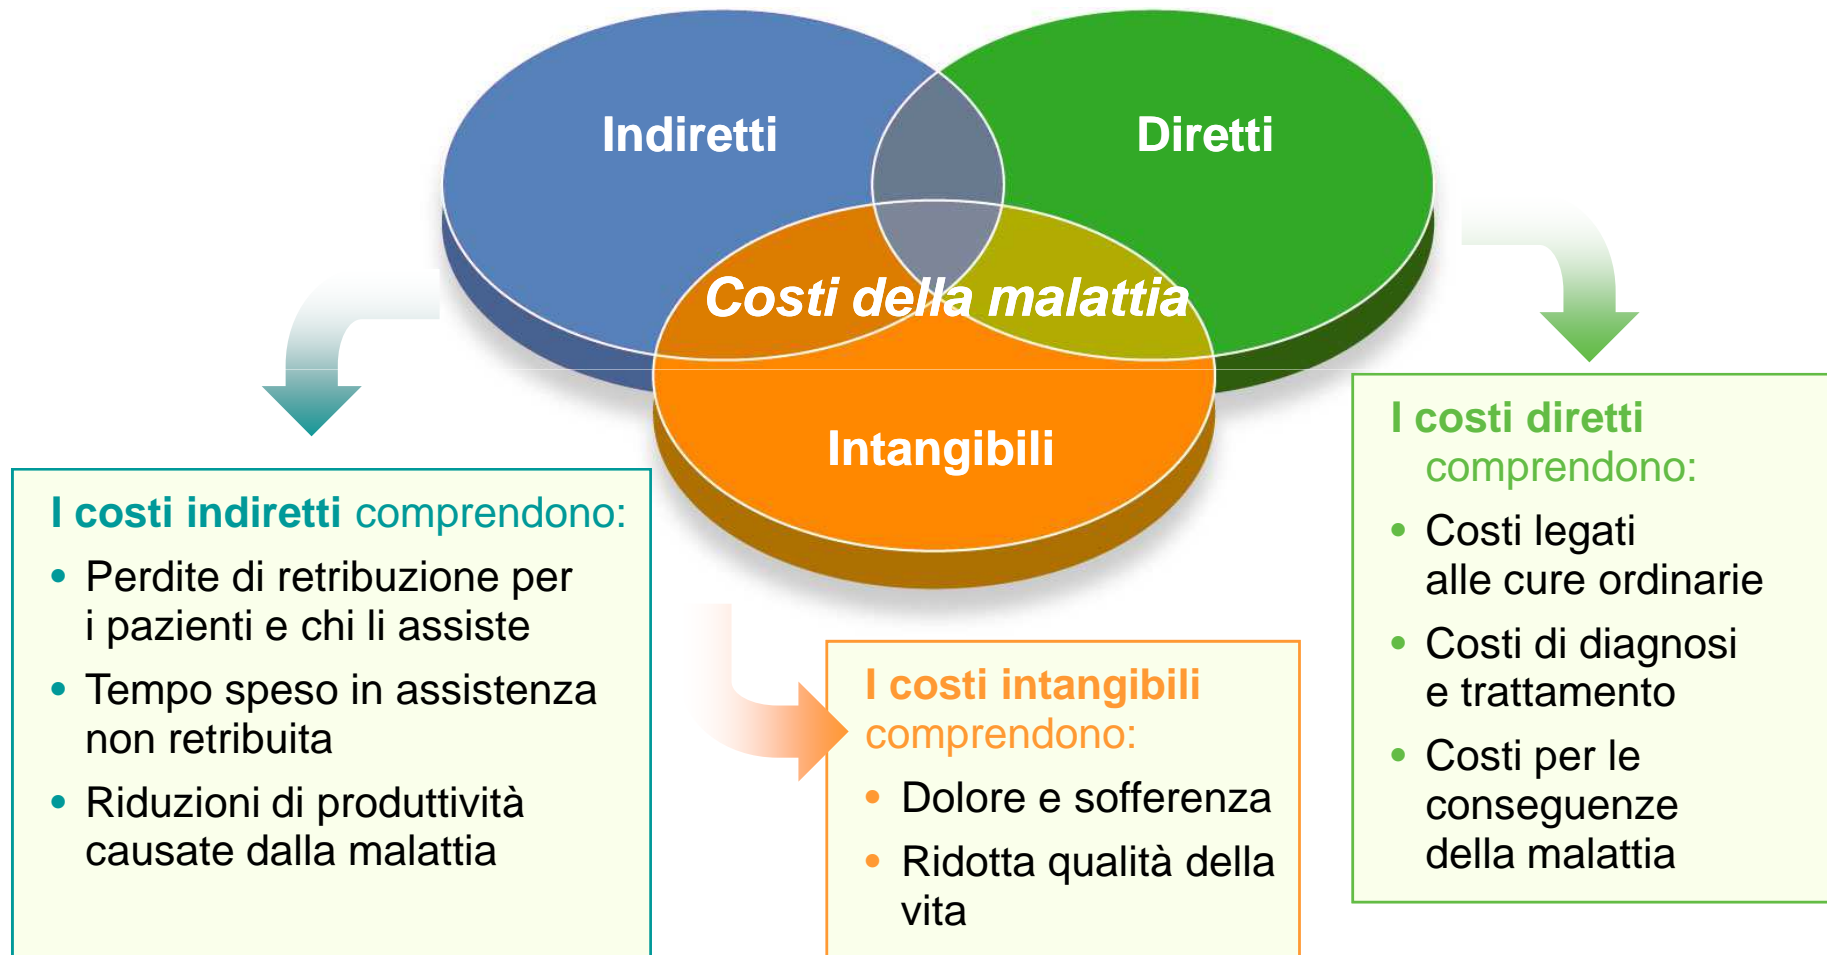 Indiretti
Diretti
Costi della malattia
Intangibili
I costi indiretti comprendono:
• Perdite di retribuzione per
i pazienti e chi li assiste
• Tempo speso in assistenza
non retribuita
• Riduzioni di produttività
causate dalla malattia
I costi intangibili
comprendono:
• Dolore e sofferenza
• Ridotta qualità della
vita
I costi diretti
comprendono:
• Costi legati
alle cure ordinarie
• Costi di diagnosi
e trattamento
• Costi per le
conseguenze
della malattia